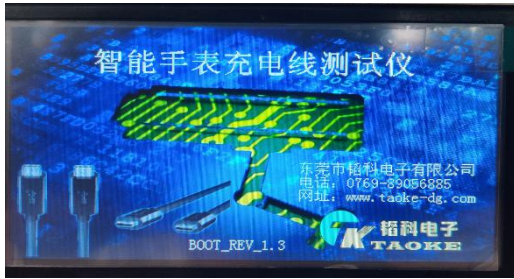 智能手表充电线测试仪
东莞市韬科电子有限公司
电话: 0769-89056885
网址: www.taoke-dg.com
韬科电子
TAOKE
BOOT_REV_1.3